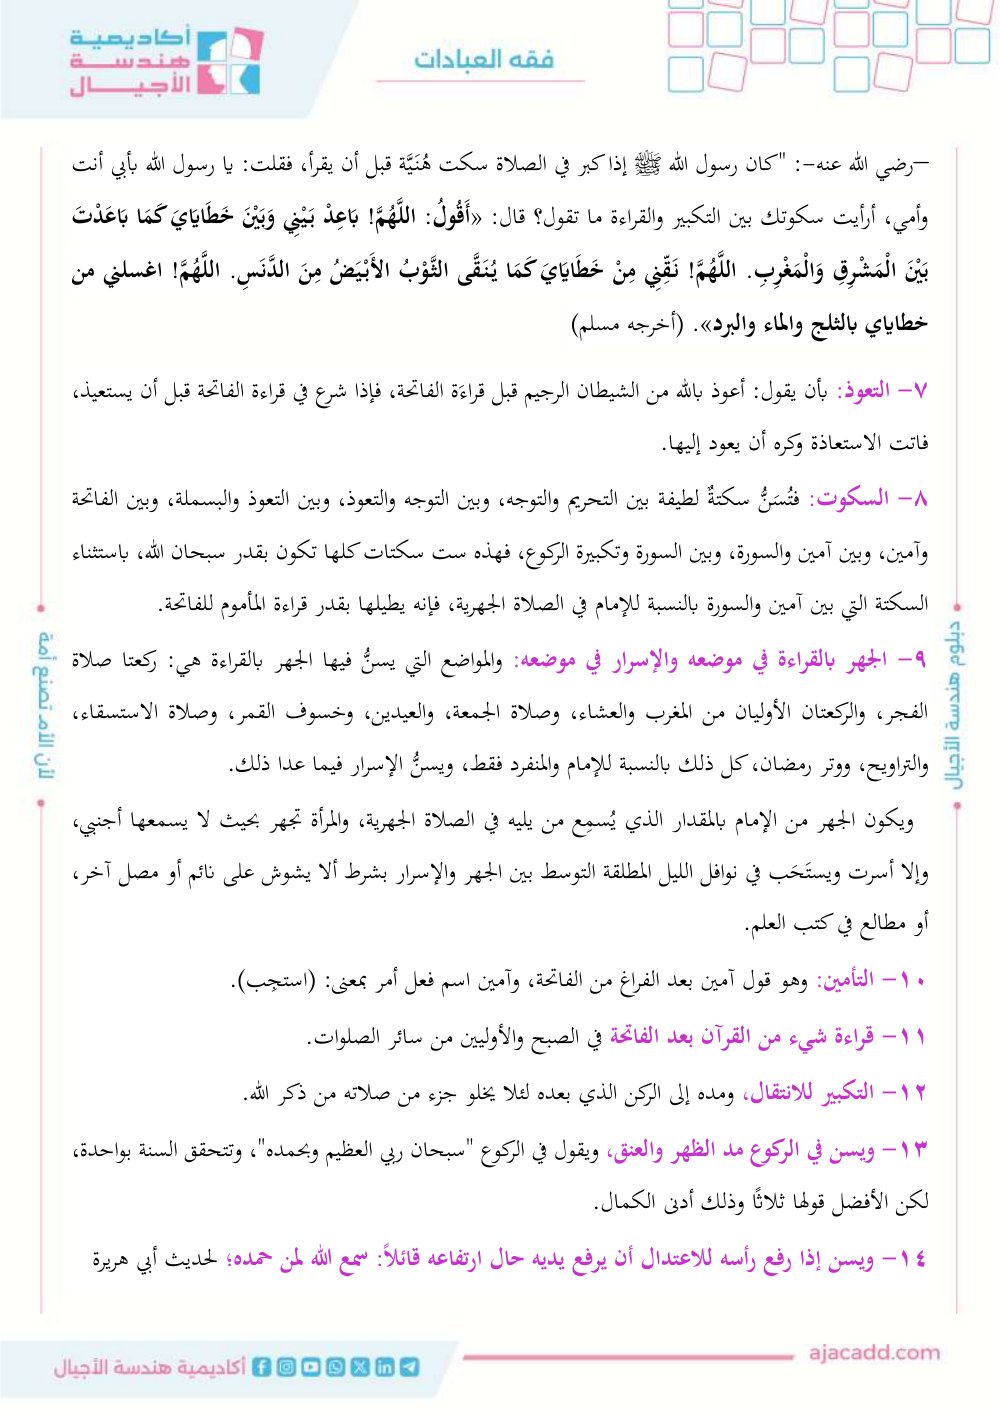 أكاديمية
هندسة
الأجيال
فقه العبادات
–رضي الله عنه–: "كان رسول الله ﷺ إذا كبر في الصلاة سكت هُنَيَّة قبل أن يقرأ، فقلت: يا رسول الله بأبي أنت
وأمي، أرأيت سكوتك بين التكبير والقراءة ما تقول؟ قال: «أَقُولُ: اللَّهُمَّ! بَاعِدْ بَيْنِي وَبَيْنَ خَطَايَايَ كَمَا بَاعَدْتَ
بَيْنَ الْمَشْرِقِ وَالْمَغْرِبِ. اللَّهُمَّ! نَقِّنِي مِنْ خَطَايَايَ كَمَا يُنَقَّى الثَّوْبُ الأَبْيَضُ مِنَ الدَّنَسِ. اللَّهُمَّ! اغسلني من
خطاياي بالثلج والماء والبرد». (أخرجه مسلم)
٧– التعوذ: بأن يقول: أعوذ بالله من الشيطان الرجيم قبل قراءَة الفاتحة، فإذا شرع في قراءة الفاتحة قبل أن يستعيذ،
فاتت الاستعاذة وكره أن يعود إليها.
٨– السكوت: فتُسَنُّ سكتةٌ لطيفة بين التحريم والتوجه، وبين التوجه والتعوذ، وبين التعوذ والبسملة، وبين الفاتحة
وآمين، وبين آمين والسورة، وبين السورة وتكبيرة الركوع، فهذه ست سكتات كلها تكون بقدر سبحان الله، باستثناء
السكتة التي بين آمين والسورة بالنسبة للإمام في الصلاة الجهرية، فإنه يطيلها بقدر قراءة المأموم للفاتحة.
٩– الجهر بالقراءة في موضعه والإسرار في موضعه: والمواضع التي يسنُّ فيها الجهر بالقراءة هي: ركعتا صلاة
الفجر، والركعتان الأوليان من المغرب والعشاء، وصلاة الجمعة، والعيدين، وخسوف القمر، وصلاة الاستسقاء،
والتراويح، ووتر رمضان، كل ذلك بالنسبة للإمام والمنفرد فقط، ويسنُّ الإسرار فيما عدا ذلك.
ويكون الجهر من الإمام بالمقدار الذي يُسمِع من يليه في الصلاة الجهرية، والمرأة تجهر بحيث لا يسمعها أجنبي،
وإلا أسرت ويستَحَب في نوافل الليل المطلقة التوسط بين الجهر والإسرار بشرط ألا يشوش على نائم أو مصل آخر،
أو مطالع في كتب العلم.
١٠– التأمين: وهو قول آمين بعد الفراغ من الفاتحة، وآمين اسم فعل أمر بمعنى: (استجِب).
١١– قراءة شيء من القرآن بعد الفاتحة في الصبح والأوليين من سائر الصلوات.
١٢– التكبير للانتقال، ومده إلى الركن الذي بعده لئلا يخلو جزء من صلاته من ذكر الله.
١٣– ويسن في الركوع مد الظهر والعنق، ويقول في الركوع "سبحان ربي العظيم وبحمده"، وتتحقق السنة بواحدة،
لكن الأفضل قولها ثلاثًا وذلك أدنى الكمال.
١٤– ويسن إذا رفع رأسه للاعتدال أن يرفع يديه حال ارتفاعه قائلاً: سمع الله لمن حمده؛ لحديث أبي هريرة
دبلوم هندسة الأجيال
لأن الأمـ تصنع أمة
أكاديمية هندسة الأجيال
ajacadd.com